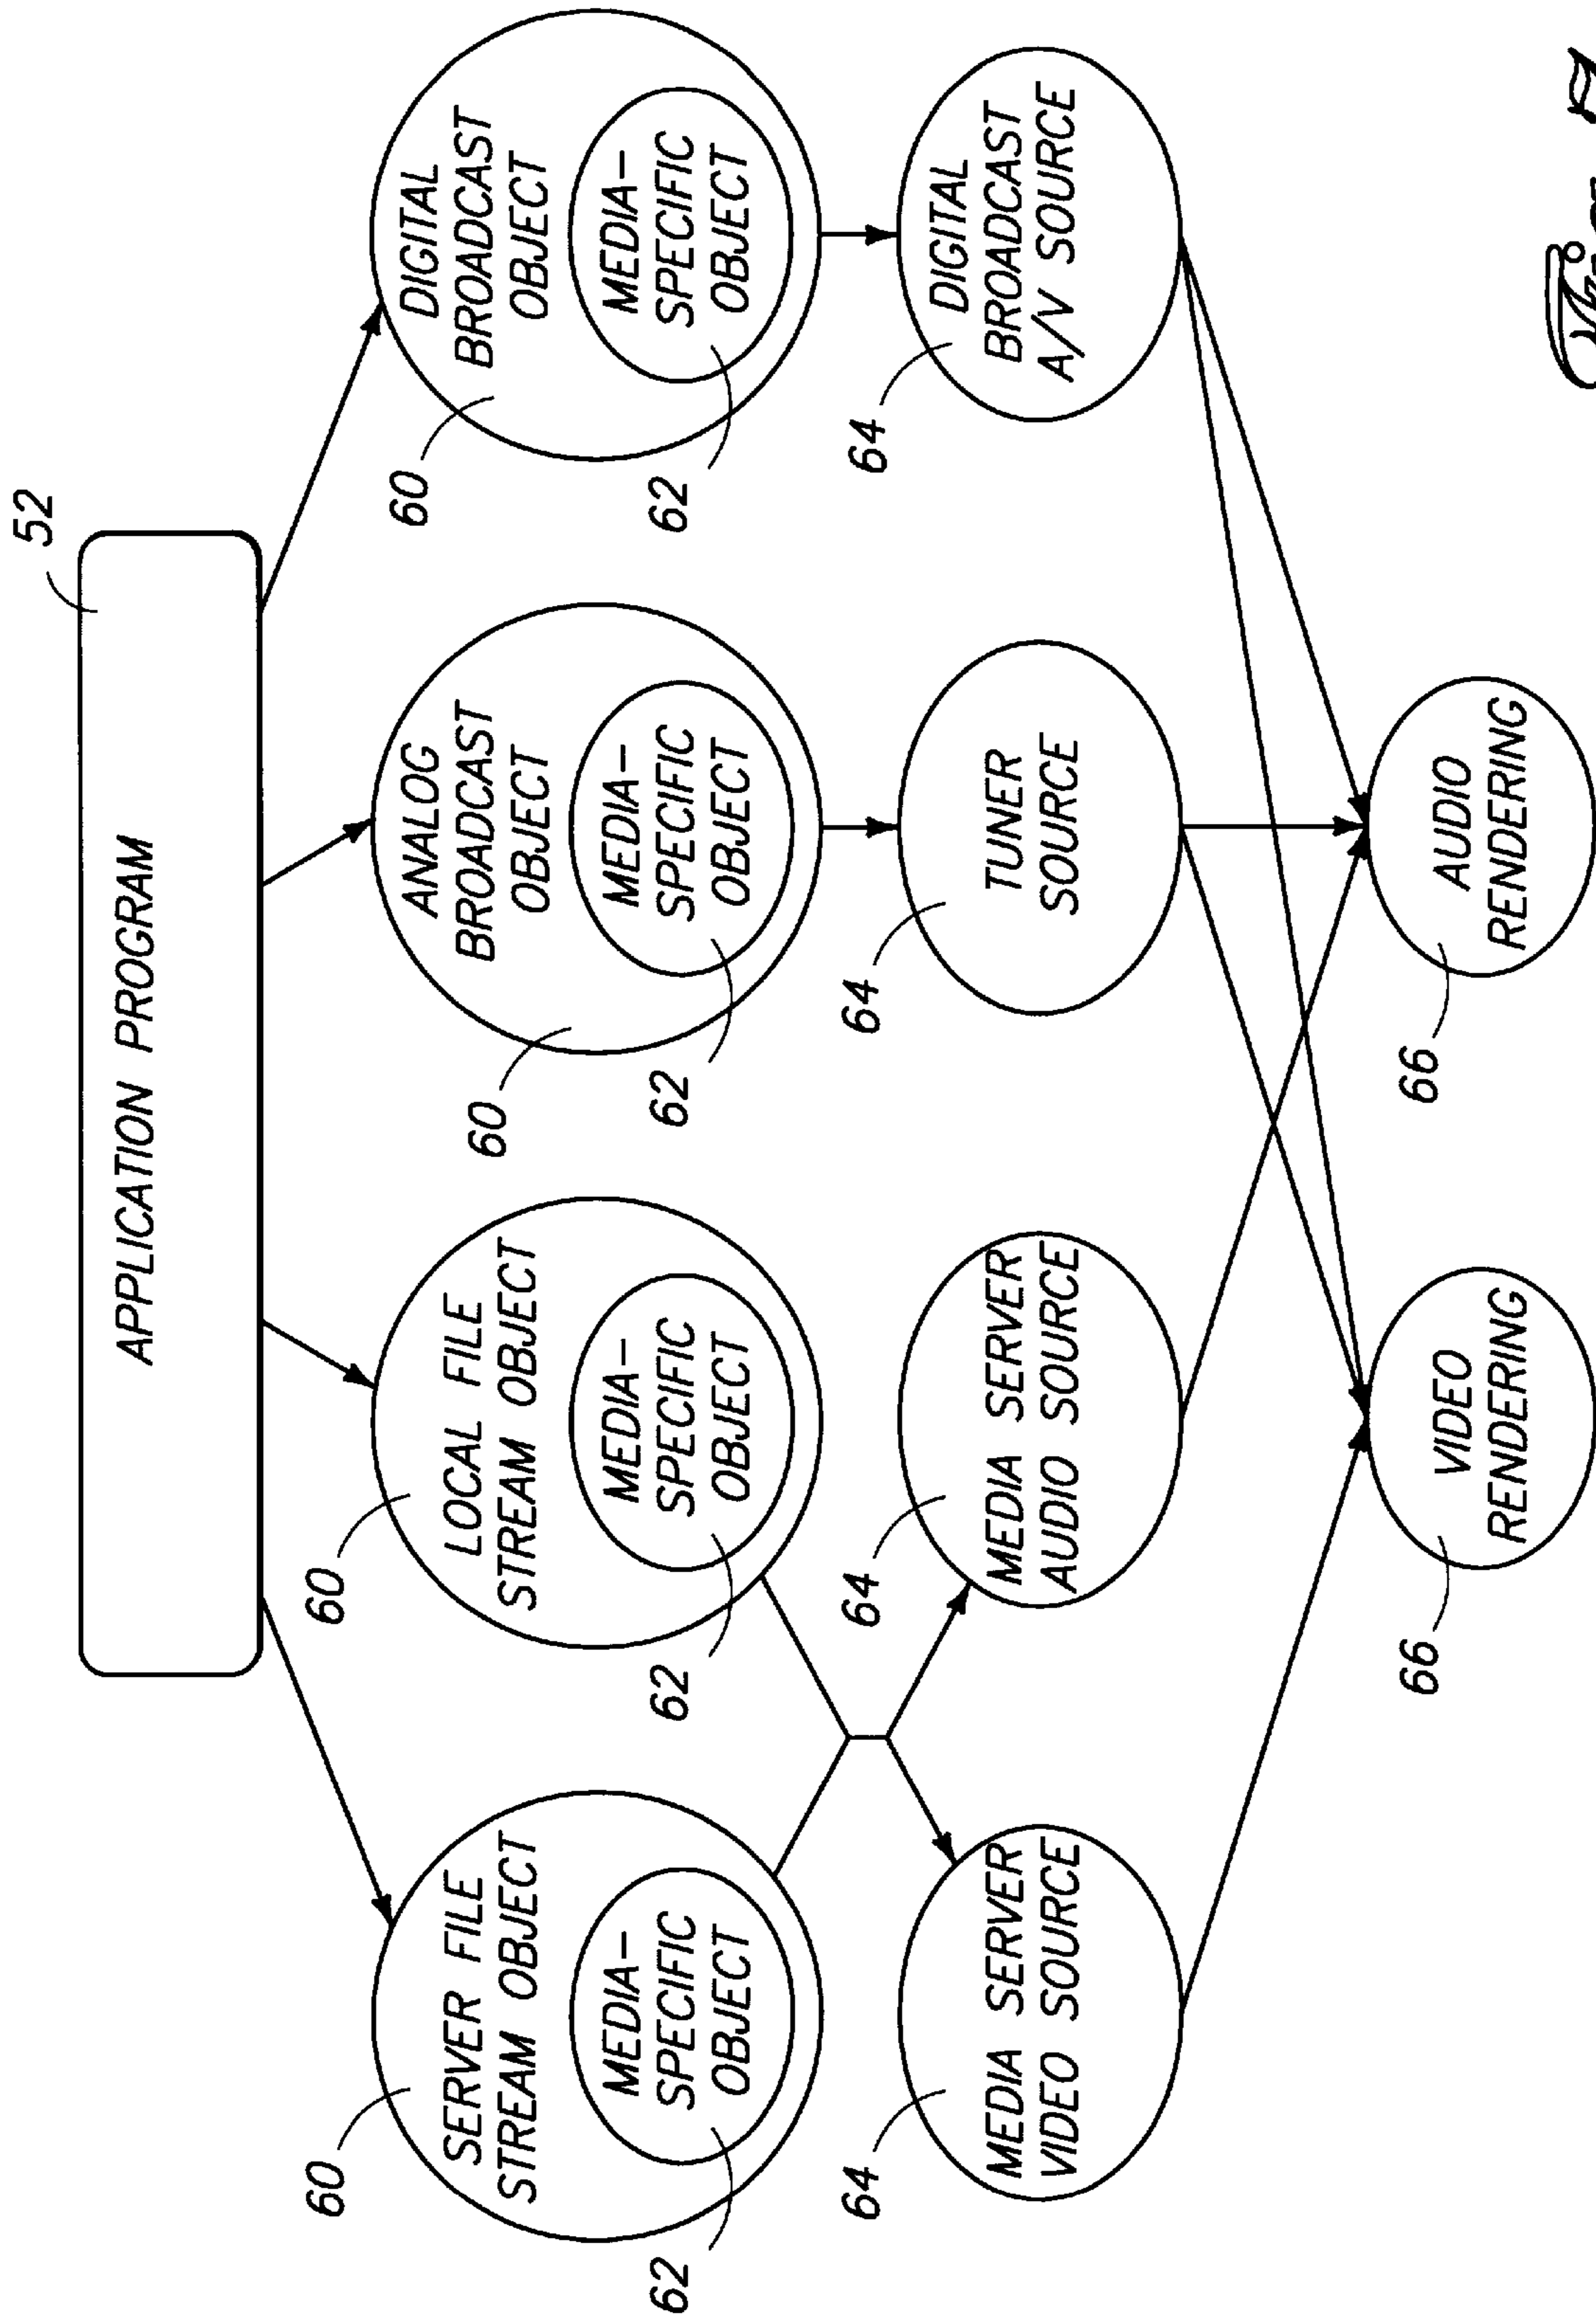 52
APPLICATION PROGRAM
60
SERVER FILE
STREAM OBJECT
62
MEDIA-
SPECIFIC
OBJECT
60
LOCAL FILE
STREAM OBJECT
62
MEDIA-
SPECIFIC
OBJECT
60
ANALOG
BROADCAST
OBJECT
62
MEDIA-
SPECIFIC
OBJECT
60
DIGITAL
BROADCAST
OBJECT
62
MEDIA-
SPECIFIC
OBJECT
64
MEDIA SERVER
VIDEO SOURCE
64
MEDIA SERVER
AUDIO SOURCE
64
TUNER
SOURCE
64
DIGITAL
BROADCAST
A/V SOURCE
66
VIDEO
RENDERING
66
AUDIO
RENDERING